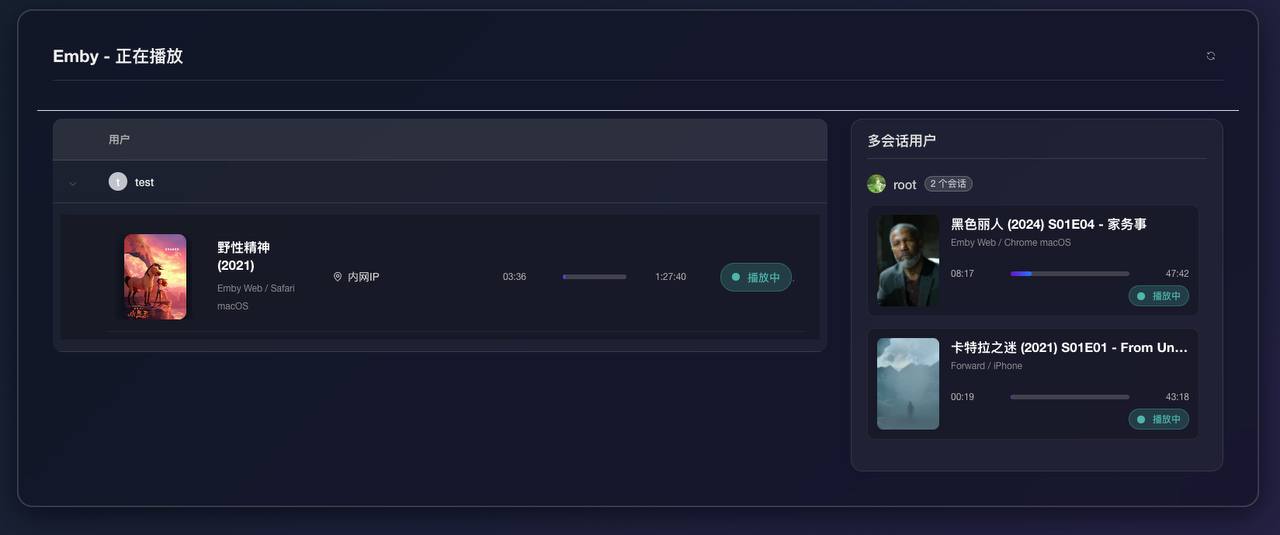 Emby - 正在播放
用户
t
test
野性精神
(2021)
Emby Web / Safari
macOS
内网IP
03:36
1:27:40
播放中
多会话用户
root
2 个会话
黑色丽人 (2024) S01E04 - 家务事
Emby Web / Chrome macOS
08:17
47:42
播放中
卡特拉之迷 (2021) S01E01 - From Un...
Forward / iPhone
00:19
43:18
播放中